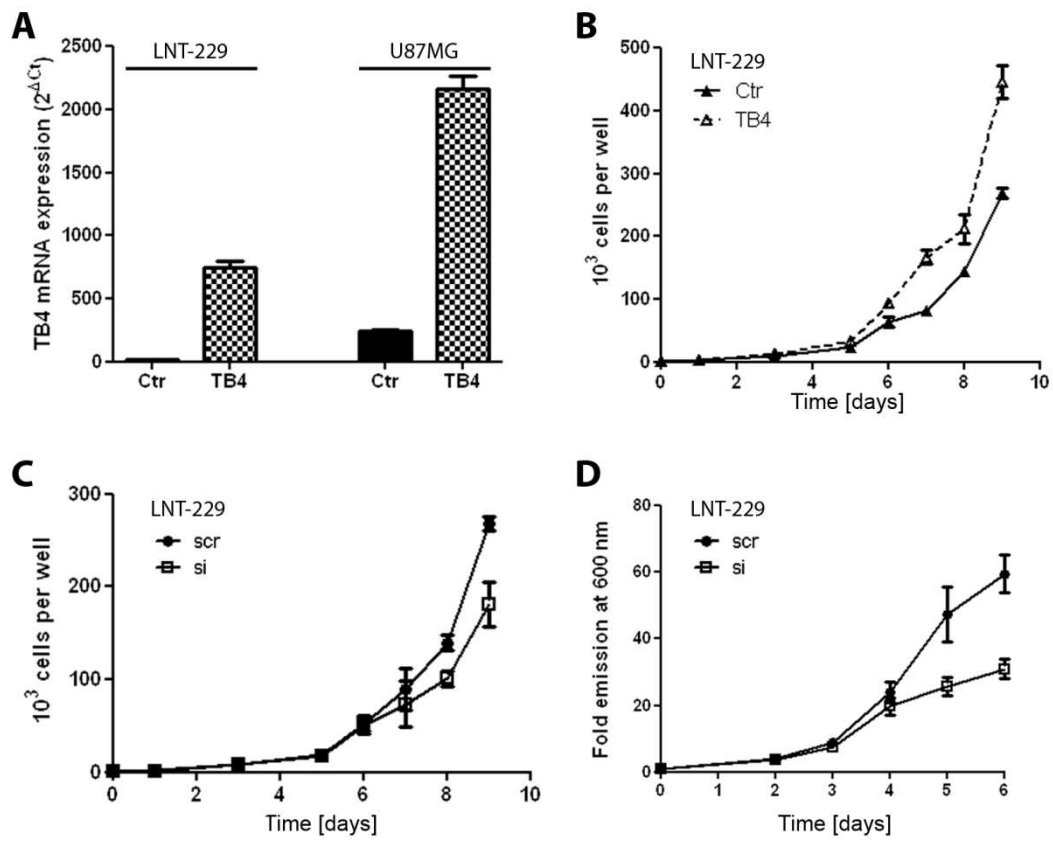 A
LNT-229 U87MG
TB4 mRNA expression (2^ΔCt)
2500
2000
1500
1000
500
0
Ctr TB4 Ctr TB4
B
LNT-229
Ctr
TB4
10³ cells per well
500
400
300
200
100
0
0 2 4 6 8 10
Time [days]
C
LNT-229
scr
si
10³ cells per well
300
200
100
0
0 2 4 6 8 10
Time [days]
D
LNT-229
scr
si
Fold emission at 600 nm
80
60
40
20
0
0 1 2 3 4 5 6
Time [days]